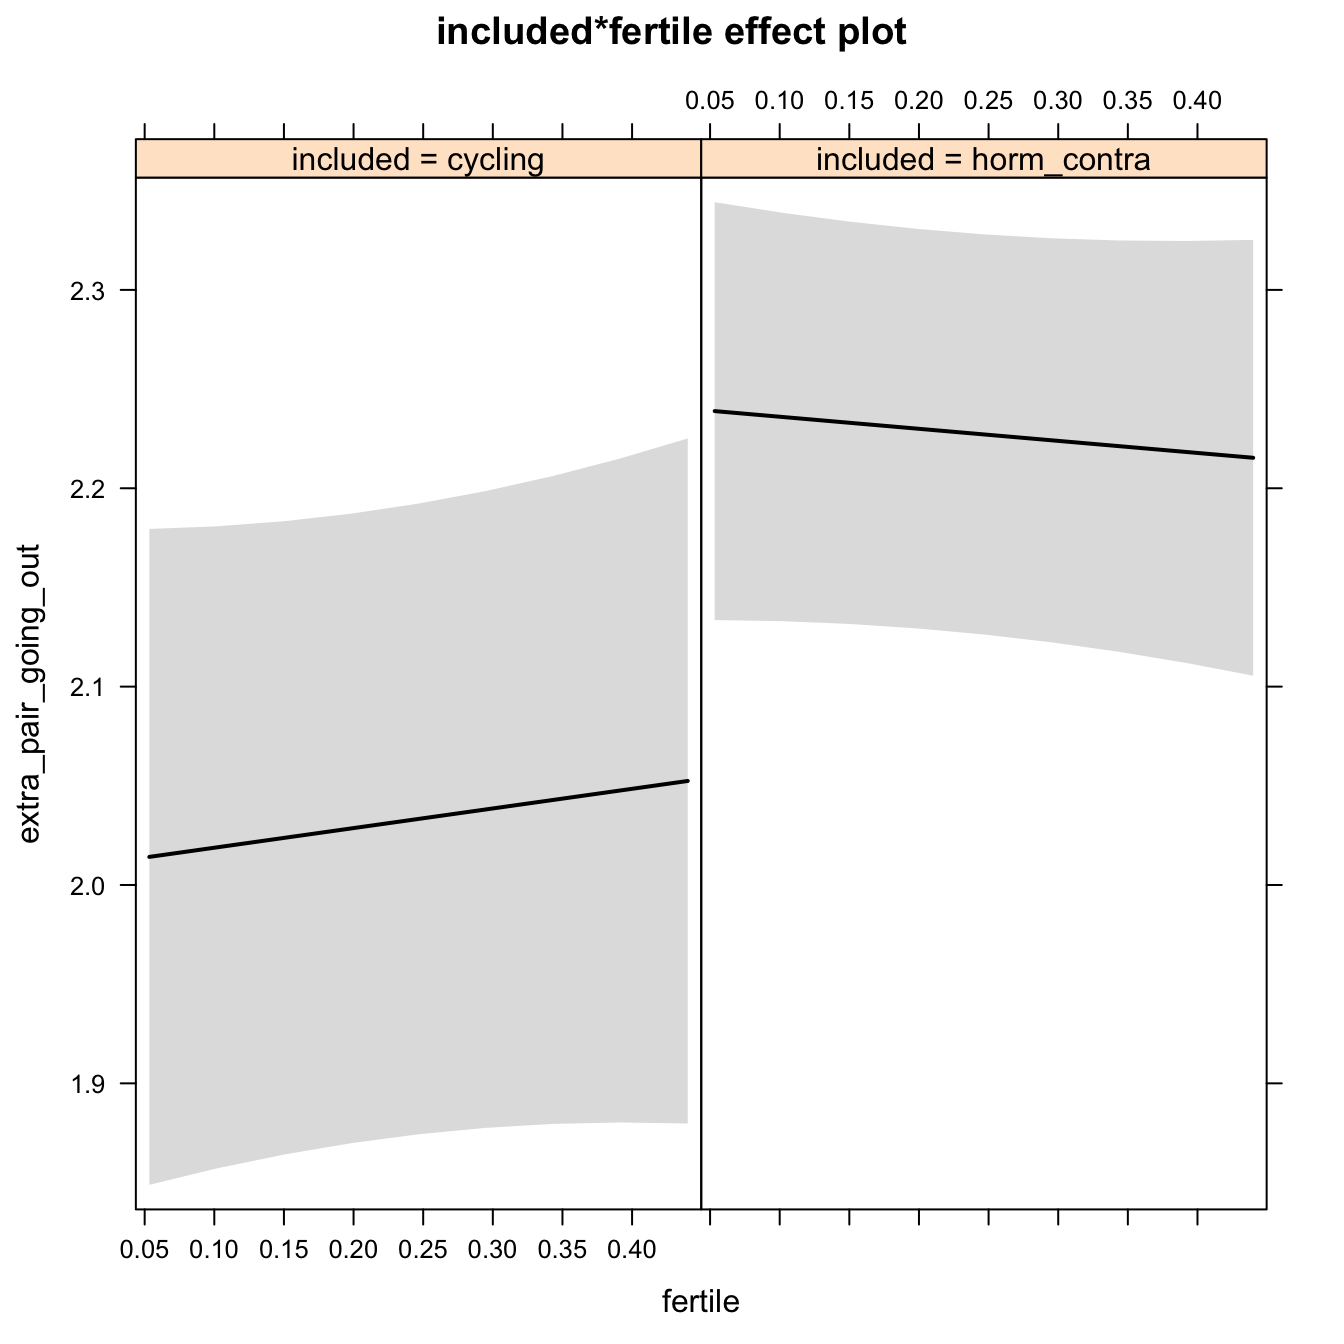 included*fertile effect plot
0.05 0.10 0.15 0.20 0.25 0.30 0.35 0.40
included = cycling
included = horm_contra
2.3
2.2
2.1
2.0
1.9
extra_pair_going_out
0.05 0.10 0.15 0.20 0.25 0.30 0.35 0.40
fertile